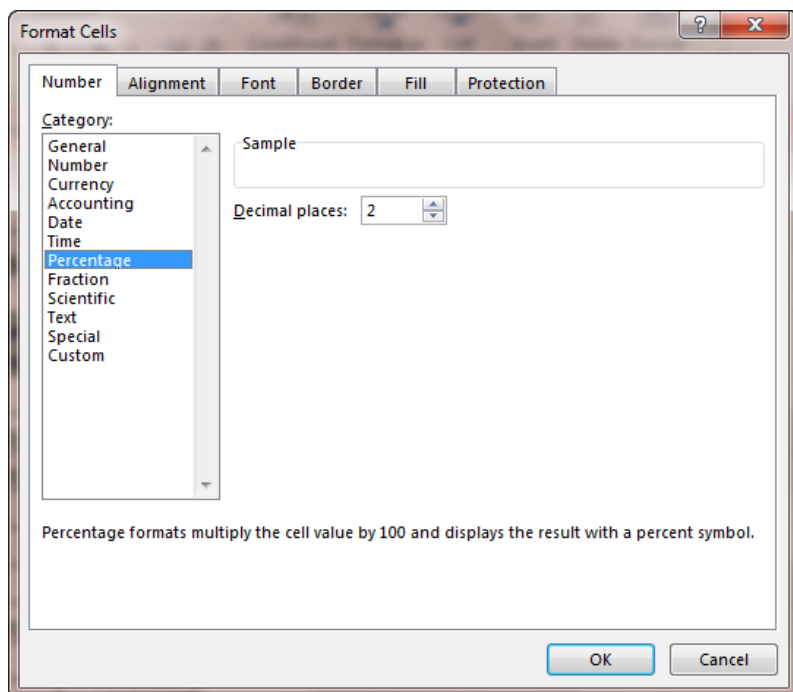 Format Cells
?
Number Alignment Font Border Fill Protection
Category:
General
Number
Currency
Accounting
Date
Time
Percentage
Fraction
Scientific
Text
Special
Custom
Sample
Decimal places: 2
Percentage formats multiply the cell value by 100 and displays the result with a percent symbol.
OK Cancel